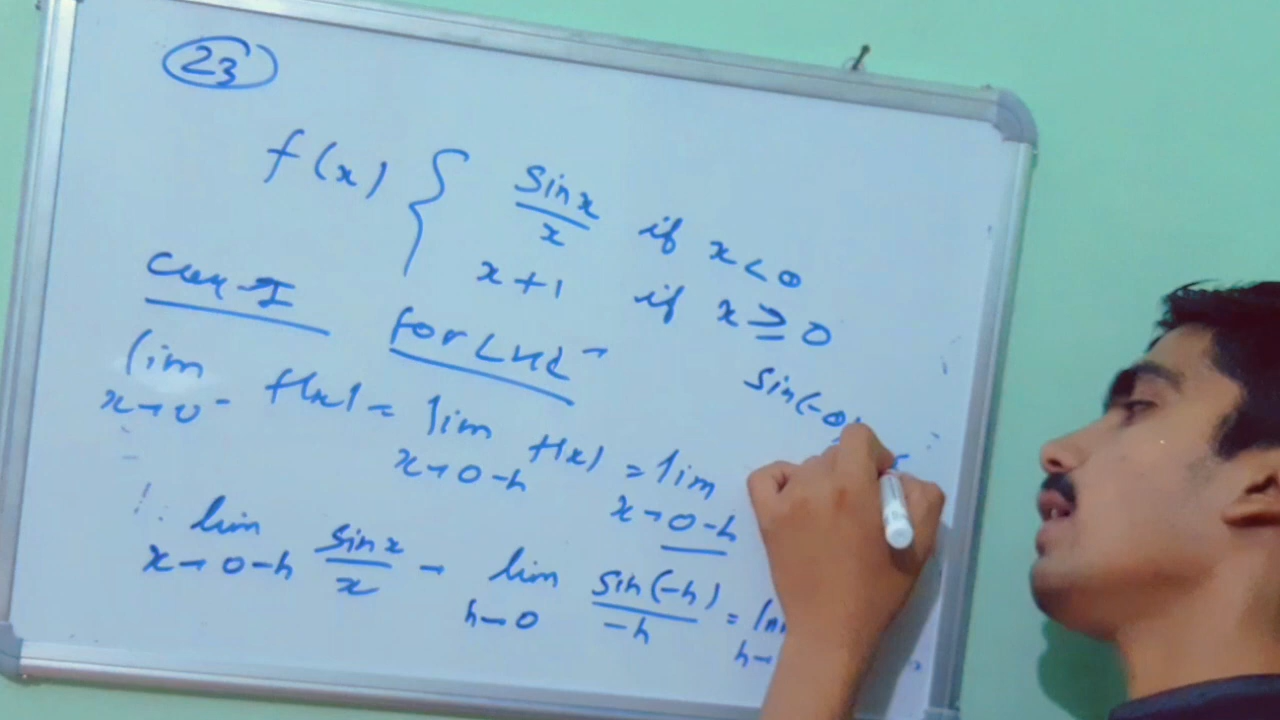 23
f(x) { sin x / x if x < 0
x + 1 if x ≥ 0
Case-I for LHL
lim x→0⁻ f(x) = lim x→0-h f(x) = lim x→0-h
sin(-θ)
lim x→0-h sin x / x = lim h→0 sin(-h) / -h = lim h→